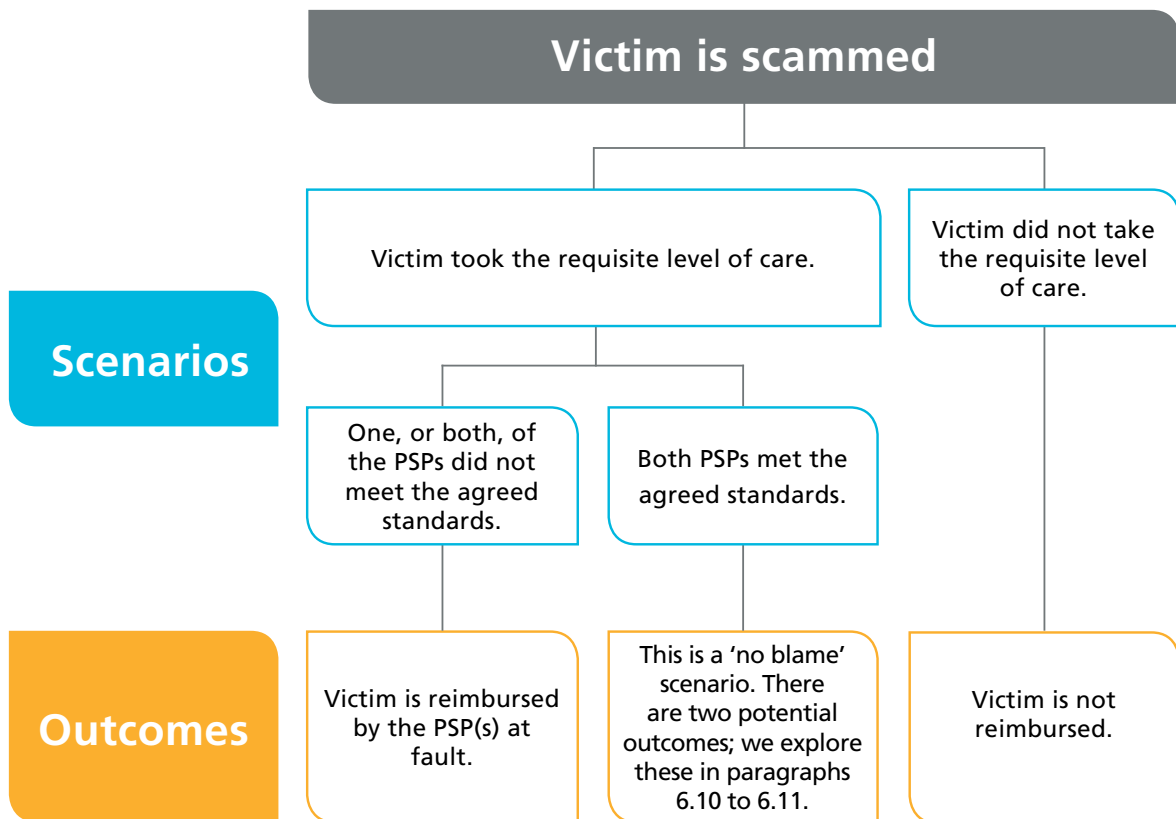 Victim is scammed
Victim took the requisite level of care.
Victim did not take
the requisite level
of care.
Scenarios
One, or both, of
the PSPs did not
meet the agreed
standards.
Both PSPs met the
agreed standards.
Outcomes
Victim is reimbursed
by the PSP(s) at
fault.
This is a ‘no blame’
scenario. There
are two potential
outcomes; we explore
these in paragraphs
6.10 to 6.11.
Victim is not
reimbursed.